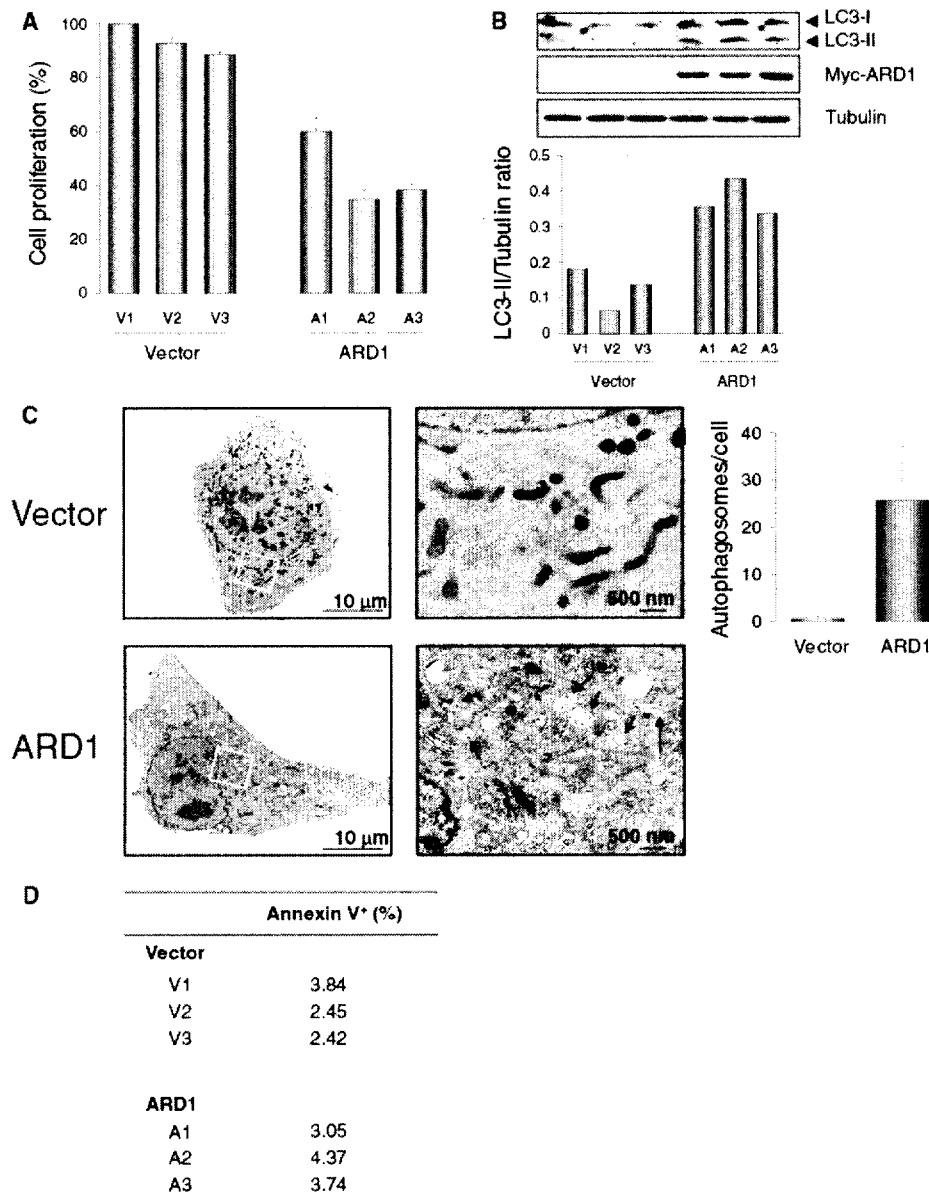 A
Cell proliferation (%)
100
80
60
40
20
0
V1 V2 V3 A1 A2 A3
Vector ARD1
B
LC3-I
LC3-II
Myc-ARD1
Tubulin
LC3-II/Tubulin ratio
0.5
0.4
0.3
0.2
0.1
0
V1 V2 V3 A1 A2 A3
Vector ARD1
C
Vector
10 μm
500 nm
ARD1
10 μm
500 nm
Autophagosomes/cell
40
30
20
10
0
Vector ARD1
D
Annexin V+ (%)
Vector
V1 3.84
V2 2.45
V3 2.42
ARD1
A1 3.05
A2 4.37
A3 3.74